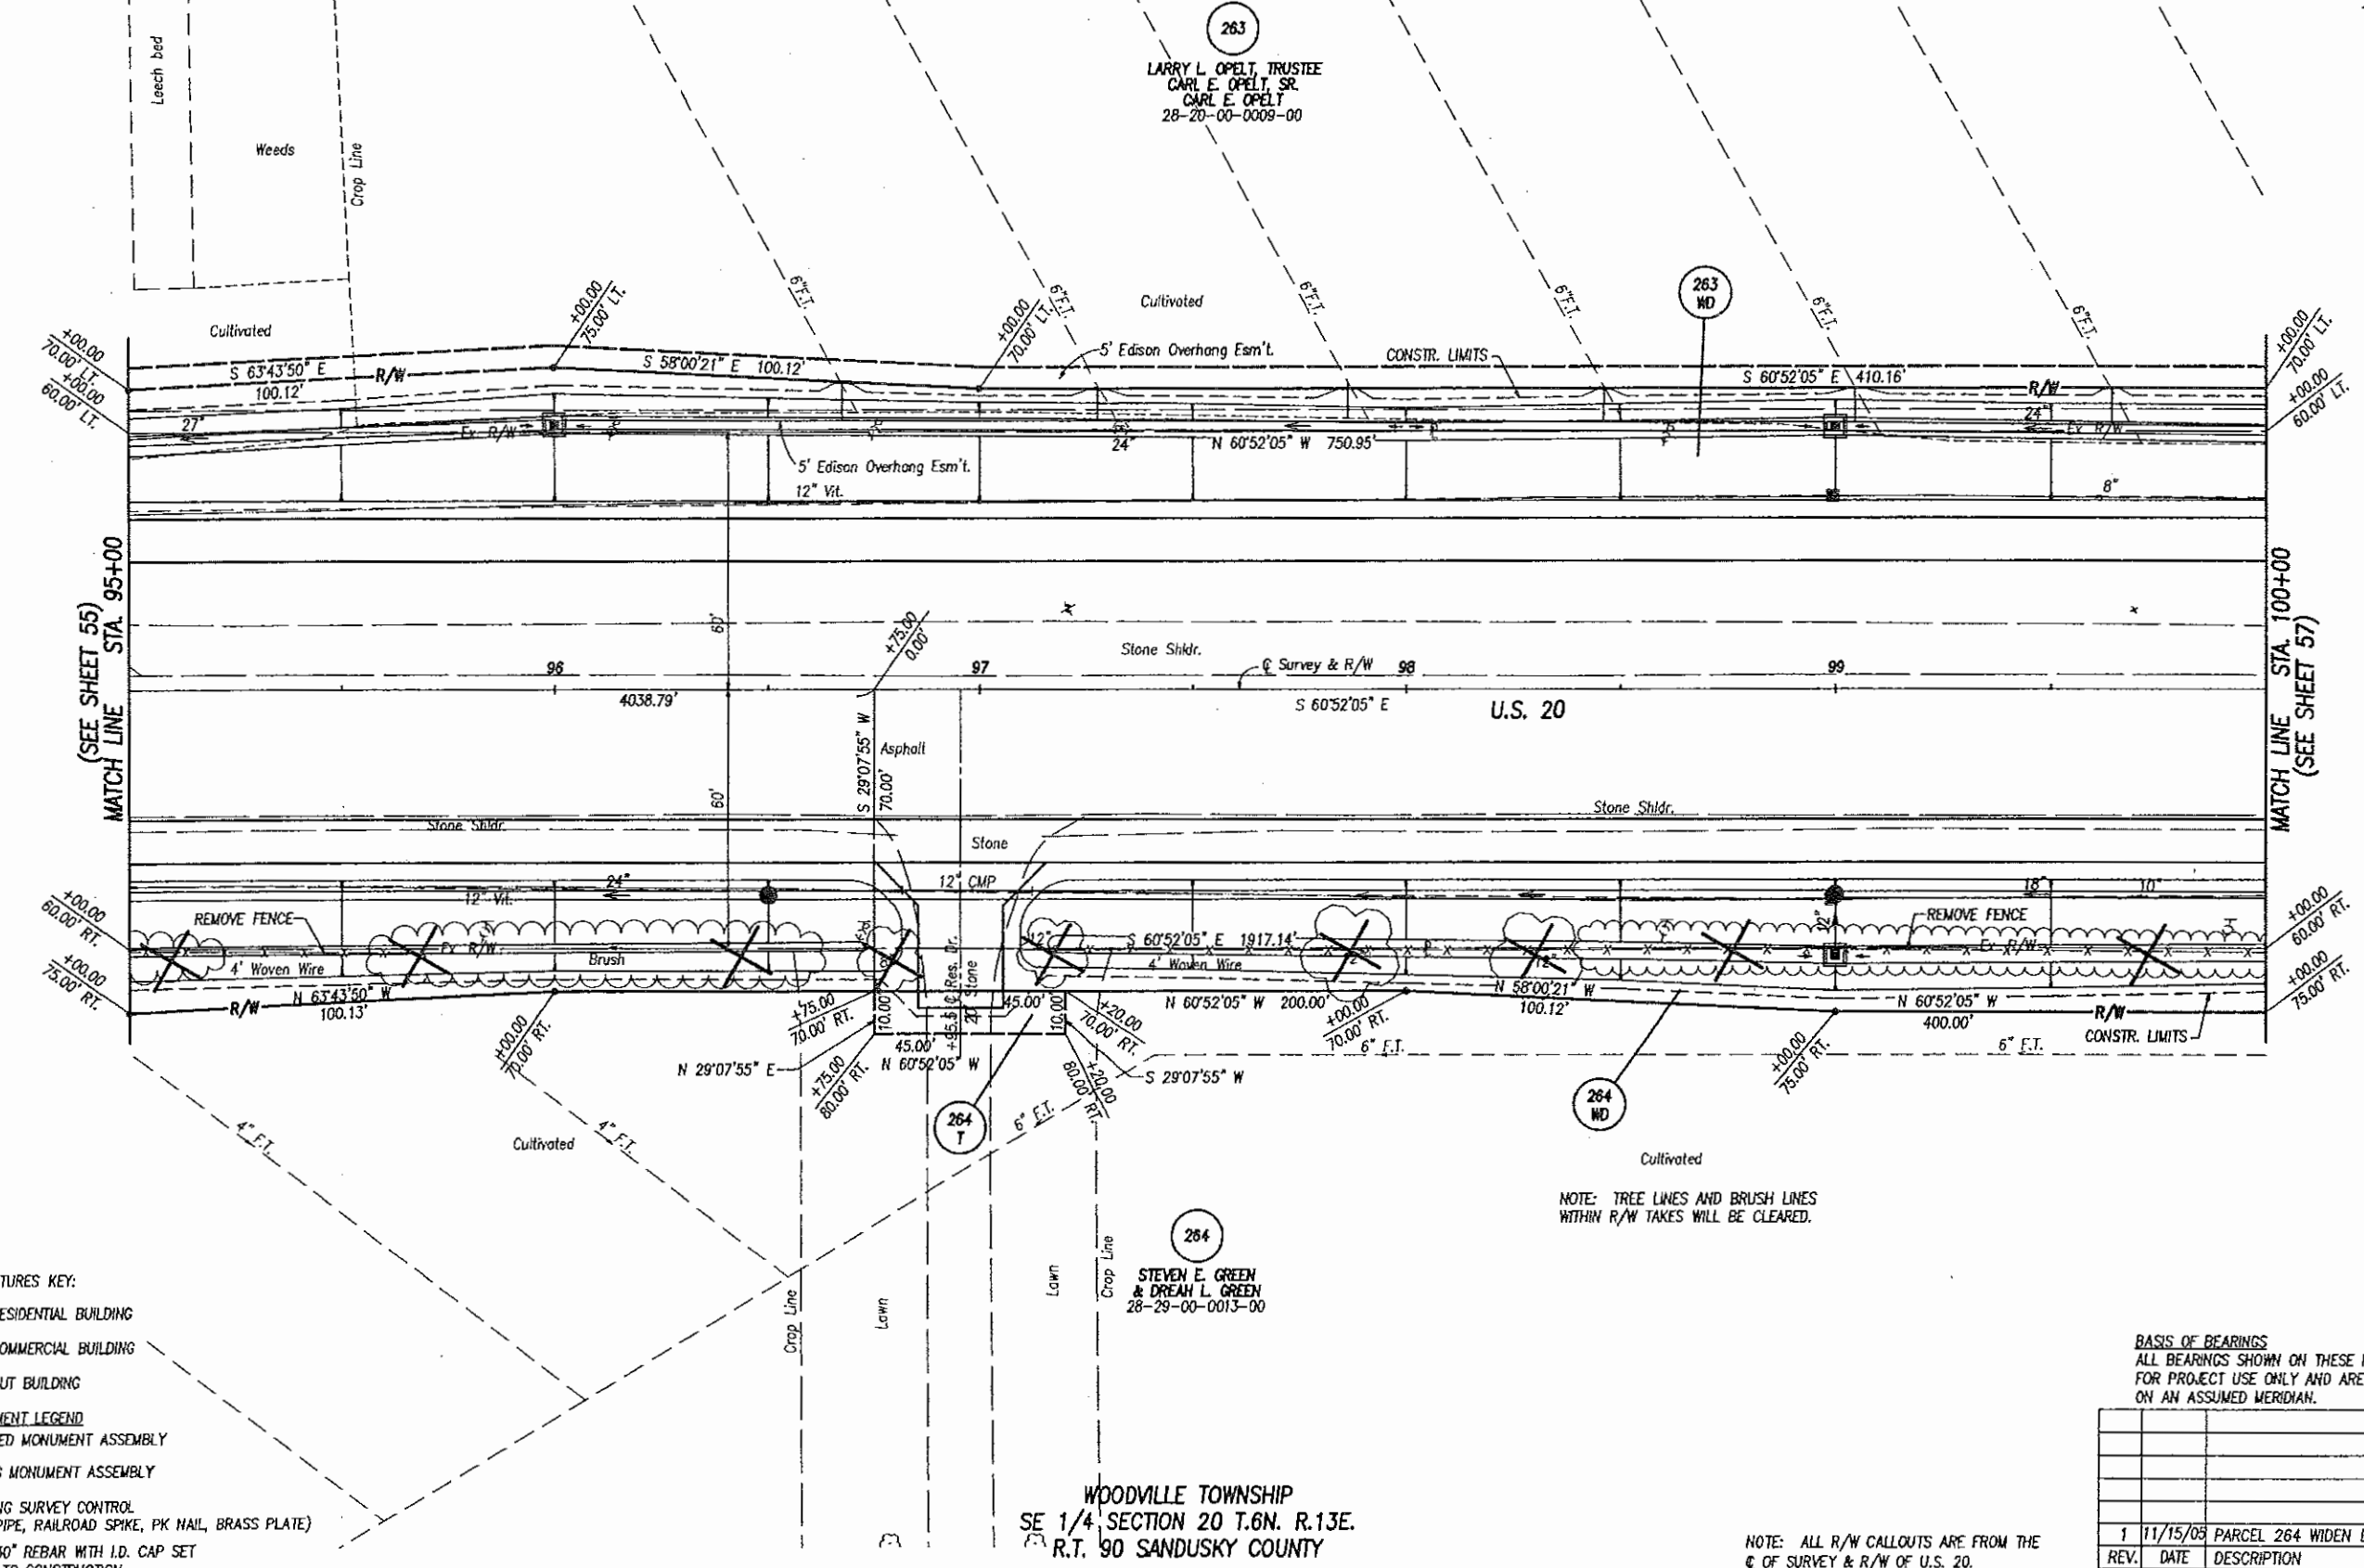 263
LARRY L. OPELT, TRUSTEE
CARL E. OPELT, SR.
CARL E. OPELT
28-20-00-0009-00
Leech bed
Weeds
Crop Line
6"F.T.
6"F.T.
6"F.T.
6"F.T.
6"F.T.
6"F.T.
Cultivated
Cultivated
263
WD
+00.00
70.00' LT.
+00.00
60.00' LT.
+00.00
75.00' LT.
+00.00
70.00' LT.
+00.00
70.00' LT.
+00.00
60.00' LT.
S 63°43'50" E
100.12'
R/W
S 58°00'21" E 100.12'
5' Edison Overhang Esm't.
CONSTR. LIMITS
S 60°52'05" E 410.16'
R/W
27"
Ex. R/W
24"
N 60°52'05" W 750.95'
24"
Ex. R/W
5' Edison Overhang Esm't.
12" Vit.
8"
(SEE SHEET 55)
MATCH LINE STA. 95+00
MATCH LINE STA. 100+00
(SEE SHEET 57)
60'
+75.00
0.00'
Stone Shldr.
96
97
98
99
℄ Survey & R/W
4038.79'
S 60°52'05" E
U.S. 20
S 29°07'55" W
70.00'
Asphalt
60'
Stone Shldr.
Stone Shldr.
Stone
+00.00
60.00' RT.
+00.00
75.00' RT.
24"
12" Vit.
12" CMP
18"
10"
12"
REMOVE FENCE
REMOVE FENCE
Ex. R/W
Ex. R/W
4' Woven Wire
Brush
12"
S 60°52'05" E 1917.14'
4' Woven Wire
12"
+00.00
60.00' RT.
+00.00
75.00' RT.
R/W
N 63°43'50" W
100.13'
+00.00
70.00' RT.
+75.00
70.00' RT.
10.00'
45.00'
+95.5 ℄ Res. Dr.
20' Stone
45.00'
10.00'
+20.00
70.00' RT.
N 60°52'05" W 200.00'
+00.00
70.00' RT.
N 58°00'21" W
100.12'
N 60°52'05" W
400.00'
R/W
CONSTR. LIMITS
N 29°07'55" E
+75.00
80.00' RT.
N 60°52'05" W
+20.00
80.00' RT.
S 29°07'55" W
6" F.T.
6" F.T.
+00.00
75.00' RT.
264
T
264
WD
4" F.T.
4" F.T.
6" F.T.
Cultivated
Cultivated
NOTE: TREE LINES AND BRUSH LINES
WITHIN R/W TAKES WILL BE CLEARED.
264
STEVEN E. GREEN
& DREAH L. GREEN
28-29-00-0013-00
Crop Line
Lawn
Lawn
Crop Line
TURES KEY:
ESIDENTIAL BUILDING
OMMERCIAL BUILDING
UT BUILDING
MENT LEGEND
ED MONUMENT ASSEMBLY
G MONUMENT ASSEMBLY
NG SURVEY CONTROL
PIPE, RAILROAD SPIKE, PK NAIL, BRASS PLATE)
30" REBAR WITH I.D. CAP SET
WOODVILLE TOWNSHIP
SE 1/4 SECTION 20 T.6N. R.13E.
R.T. 90 SANDUSKY COUNTY
NOTE: ALL R/W CALLOUTS ARE FROM THE
℄ OF SURVEY & R/W OF U.S. 20.
BASIS OF BEARINGS
ALL BEARINGS SHOWN ON THESE
FOR PROJECT USE ONLY AND ARE
ON AN ASSUMED MERIDIAN.
1 11/15/05 PARCEL 264 WIDEN
REV. DATE DESCRIPTION